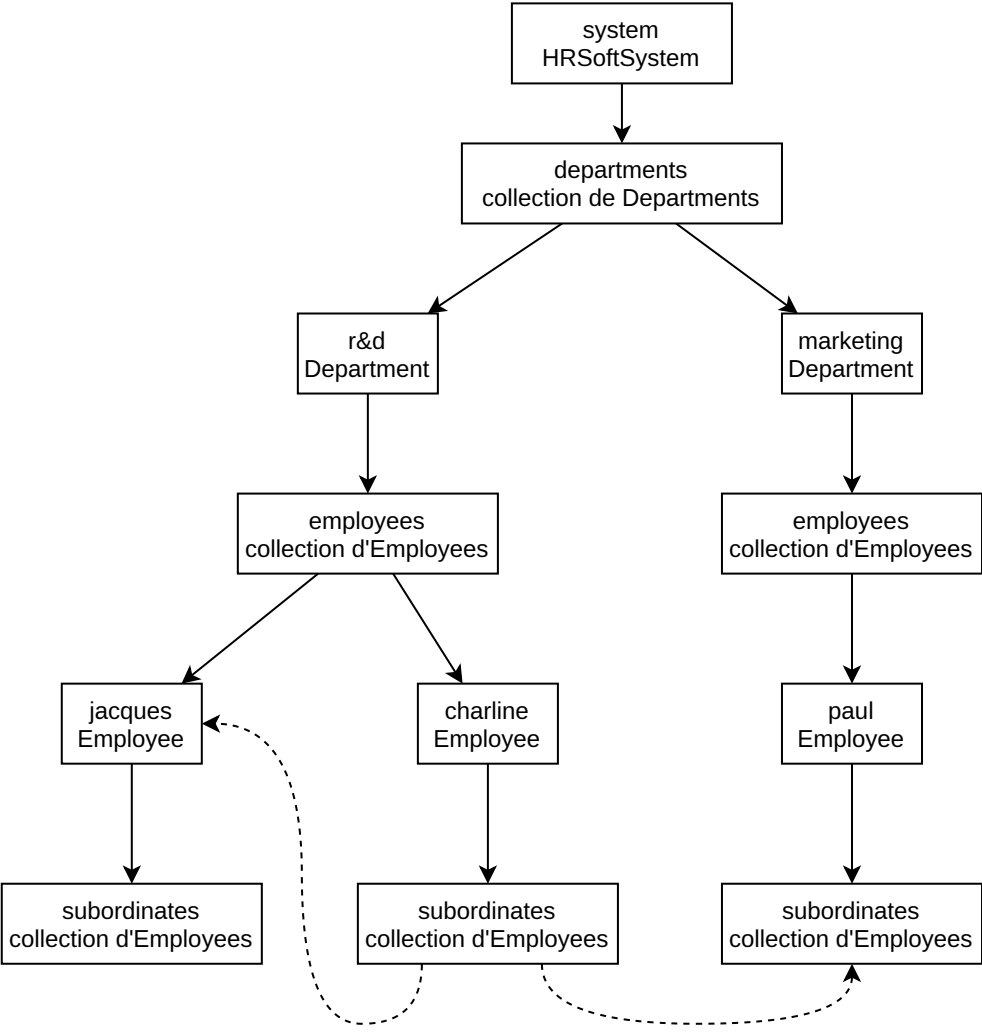 system
HRSoftSystem
departments
collection de Departments
r&d
Department
marketing
Department
employees
collection d'Employees
employees
collection d'Employees
jacques
Employee
charline
Employee
paul
Employee
subordinates
collection d'Employees
subordinates
collection d'Employees
subordinates
collection d'Employees